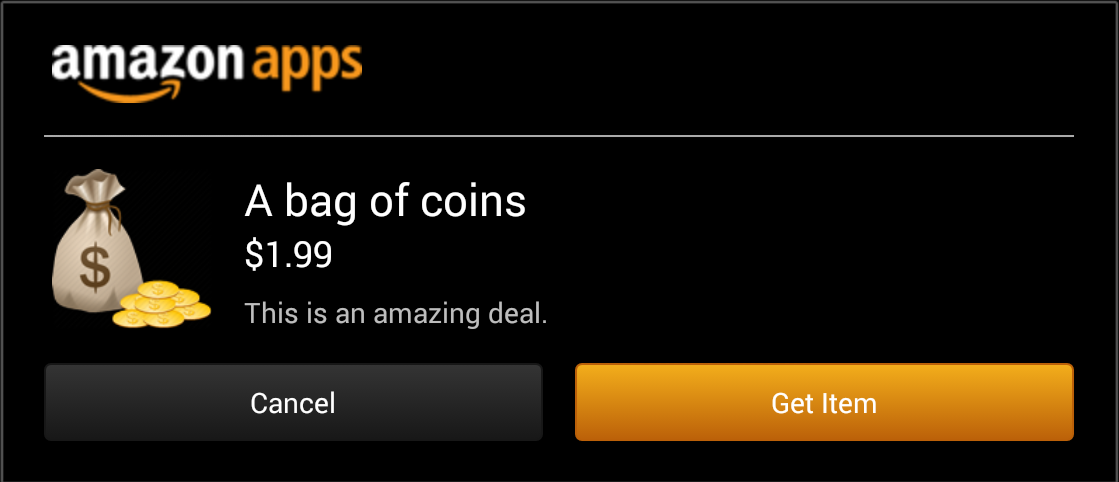 amazon apps
A bag of coins
$1.99
$
This is an amazing deal.
Cancel
Get Item